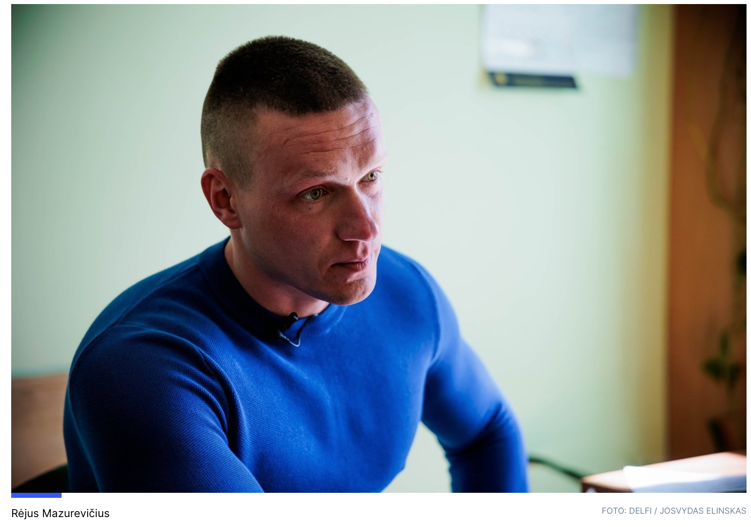 Rėjus Mazurevičius
FOTO: DELFI / JOSVYDAS ELINSKAS